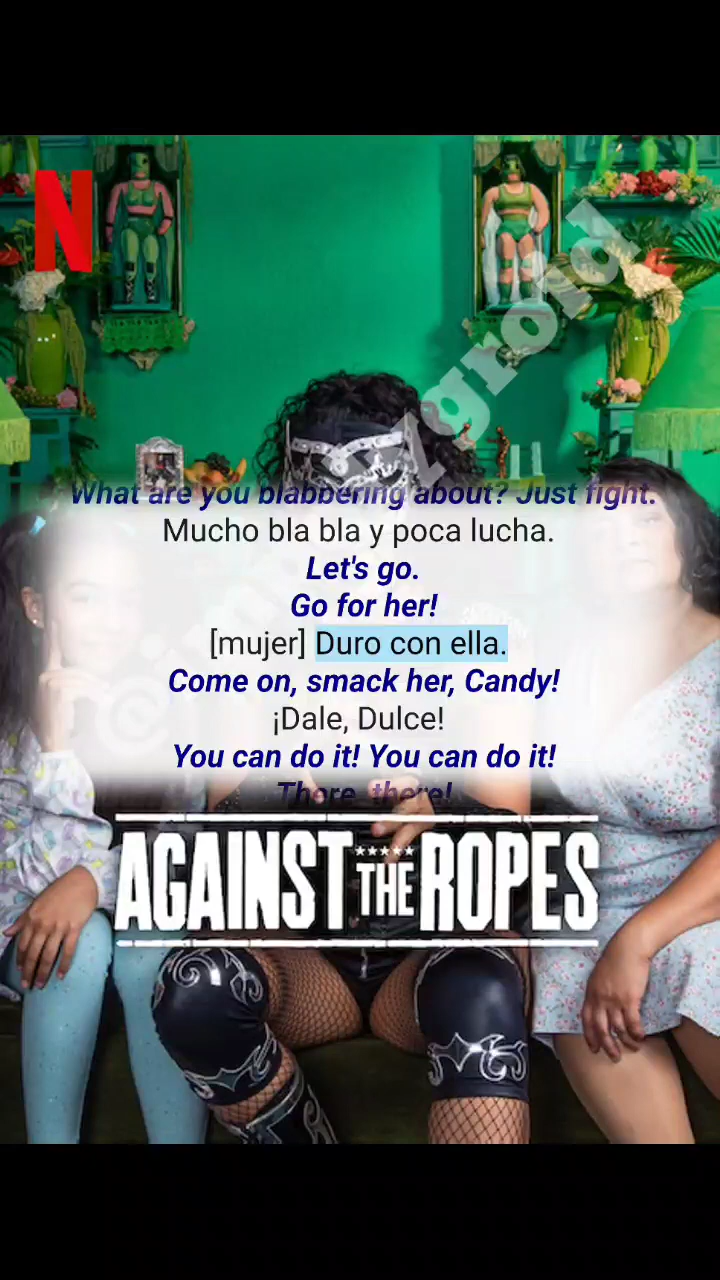 N
What are you blabbering about? Just fight.
Mucho bla bla y poca lucha.
Let's go.
Go for her!
[mujer] Duro con ella.
Come on, smack her, Candy!
¡Dale, Dulce!
You can do it! You can do it!
There, there!
AGAINST THE ROPES